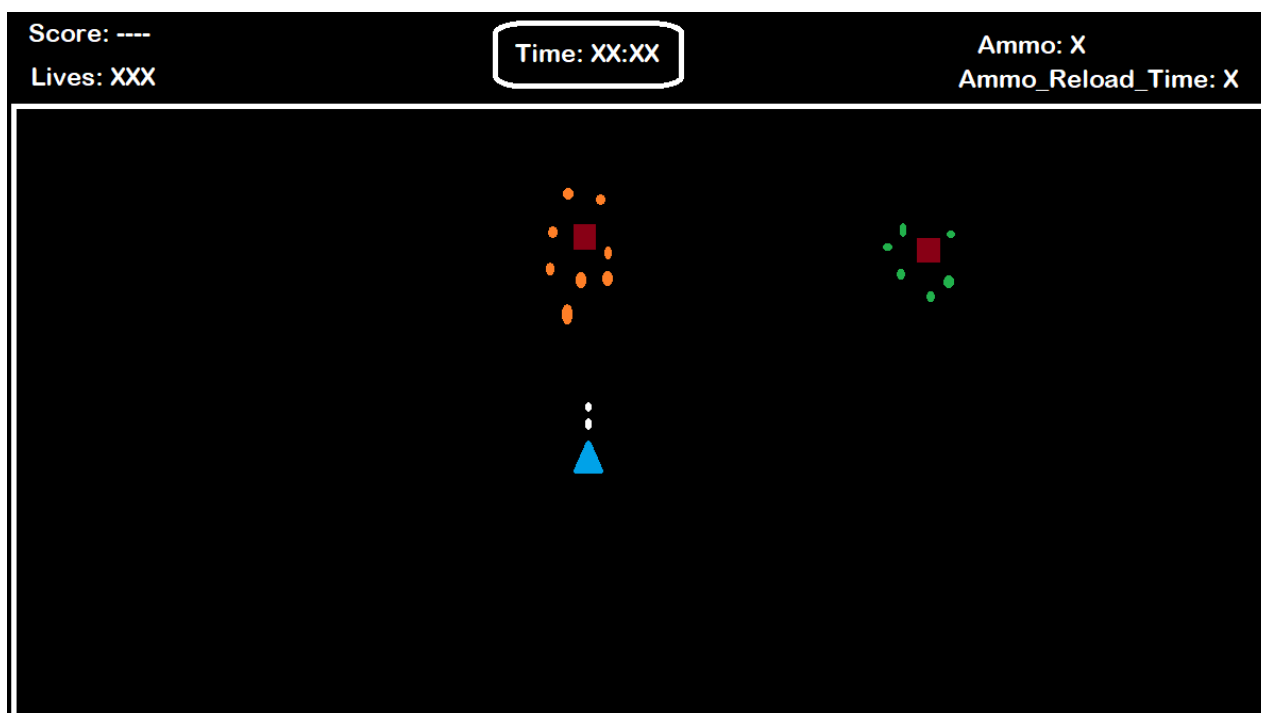 Score: ----
Lives: XXX
Time: XX:XX
Ammo: X
Ammo_Reload_Time: X